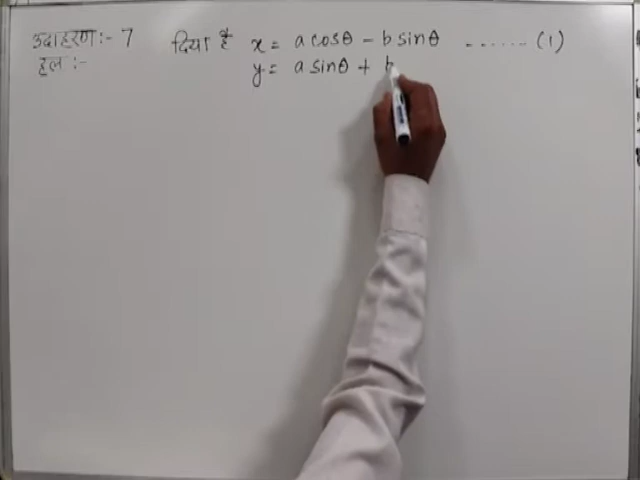 उदाहरण:- 7 दिया है x = a cosθ - b sinθ ....... (1)
हल :- y = a sinθ + b